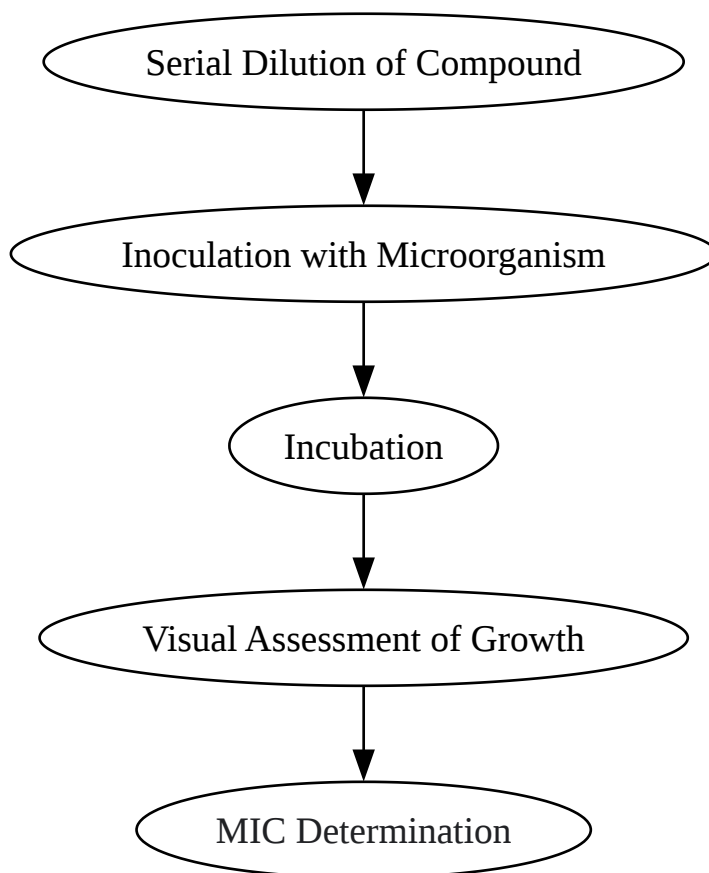 Serial Dilution of Compound
Inoculation with Microorganism
Incubation
Visual Assessment of Growth
MIC Determination